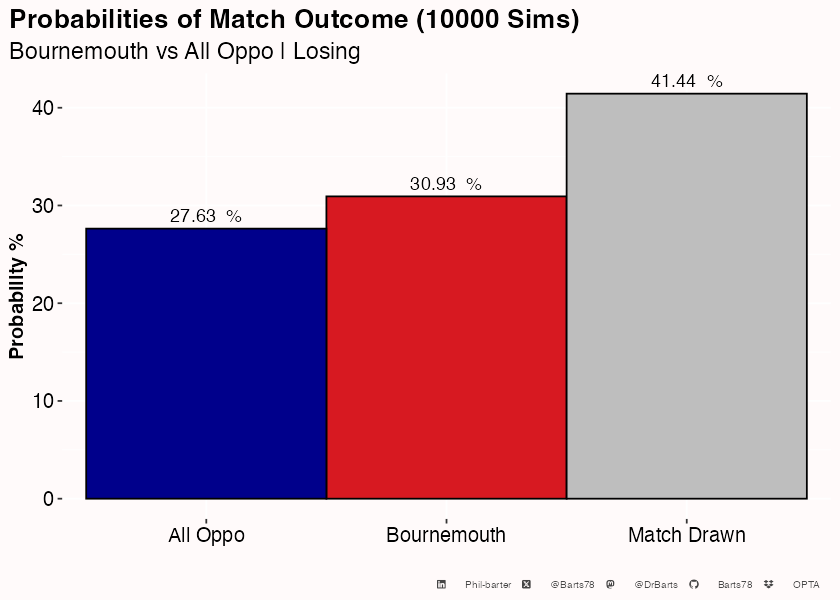 Probabilities of Match Outcome (10000 Sims)
Bournemouth vs All Oppo | Losing
41.44 %
40
30.93 %
30
27.63 %
Probability %
20
10
0
All Oppo Bournemouth Match Drawn
Phil-barter @Barts78 @DrBarts Barts78 OPTA